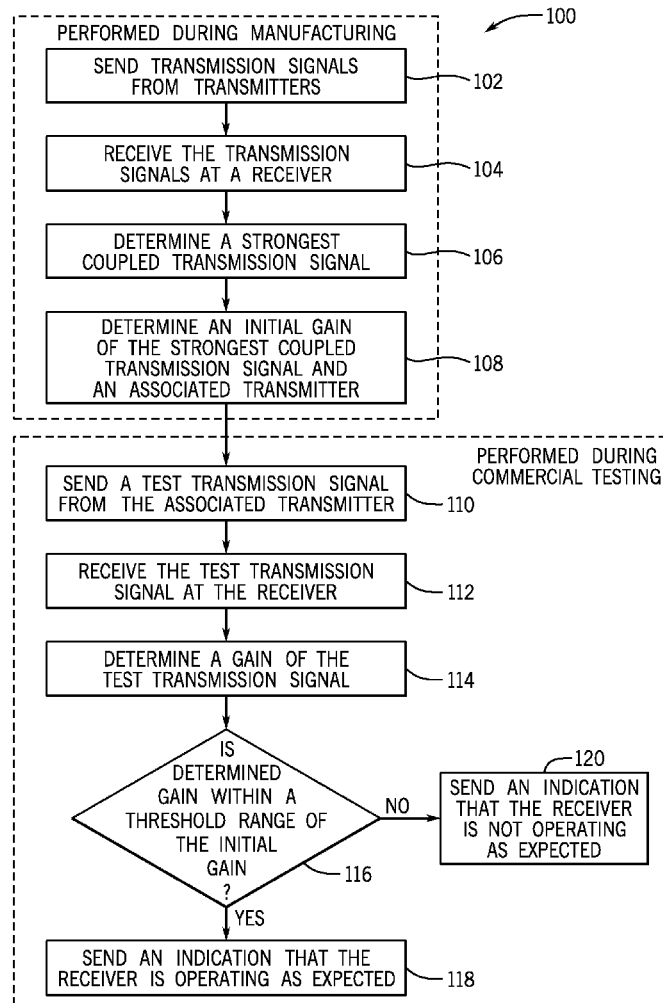 100
PERFORMED DURING MANUFACTURING
SEND TRANSMISSION SIGNALS
FROM TRANSMITTERS
102
RECEIVE THE TRANSMISSION
SIGNALS AT A RECEIVER
104
DETERMINE A STRONGEST
COUPLED TRANSMISSION SIGNAL
106
DETERMINE AN INITIAL GAIN
OF THE STRONGEST COUPLED
TRANSMISSION SIGNAL AND
AN ASSOCIATED TRANSMITTER
108
PERFORMED DURING
COMMERCIAL TESTING
SEND A TEST TRANSMISSION SIGNAL
FROM THE ASSOCIATED TRANSMITTER
110
RECEIVE THE TEST TRANSMISSION
SIGNAL AT THE RECEIVER
112
DETERMINE A GAIN OF THE
TEST TRANSMISSION SIGNAL
114
IS
DETERMINED
GAIN WITHIN A
THRESHOLD RANGE OF
THE INITIAL
GAIN
?
116
NO
120
SEND AN INDICATION
THAT THE RECEIVER
IS NOT OPERATING
AS EXPECTED
YES
SEND AN INDICATION THAT THE
RECEIVER IS OPERATING AS EXPECTED
118